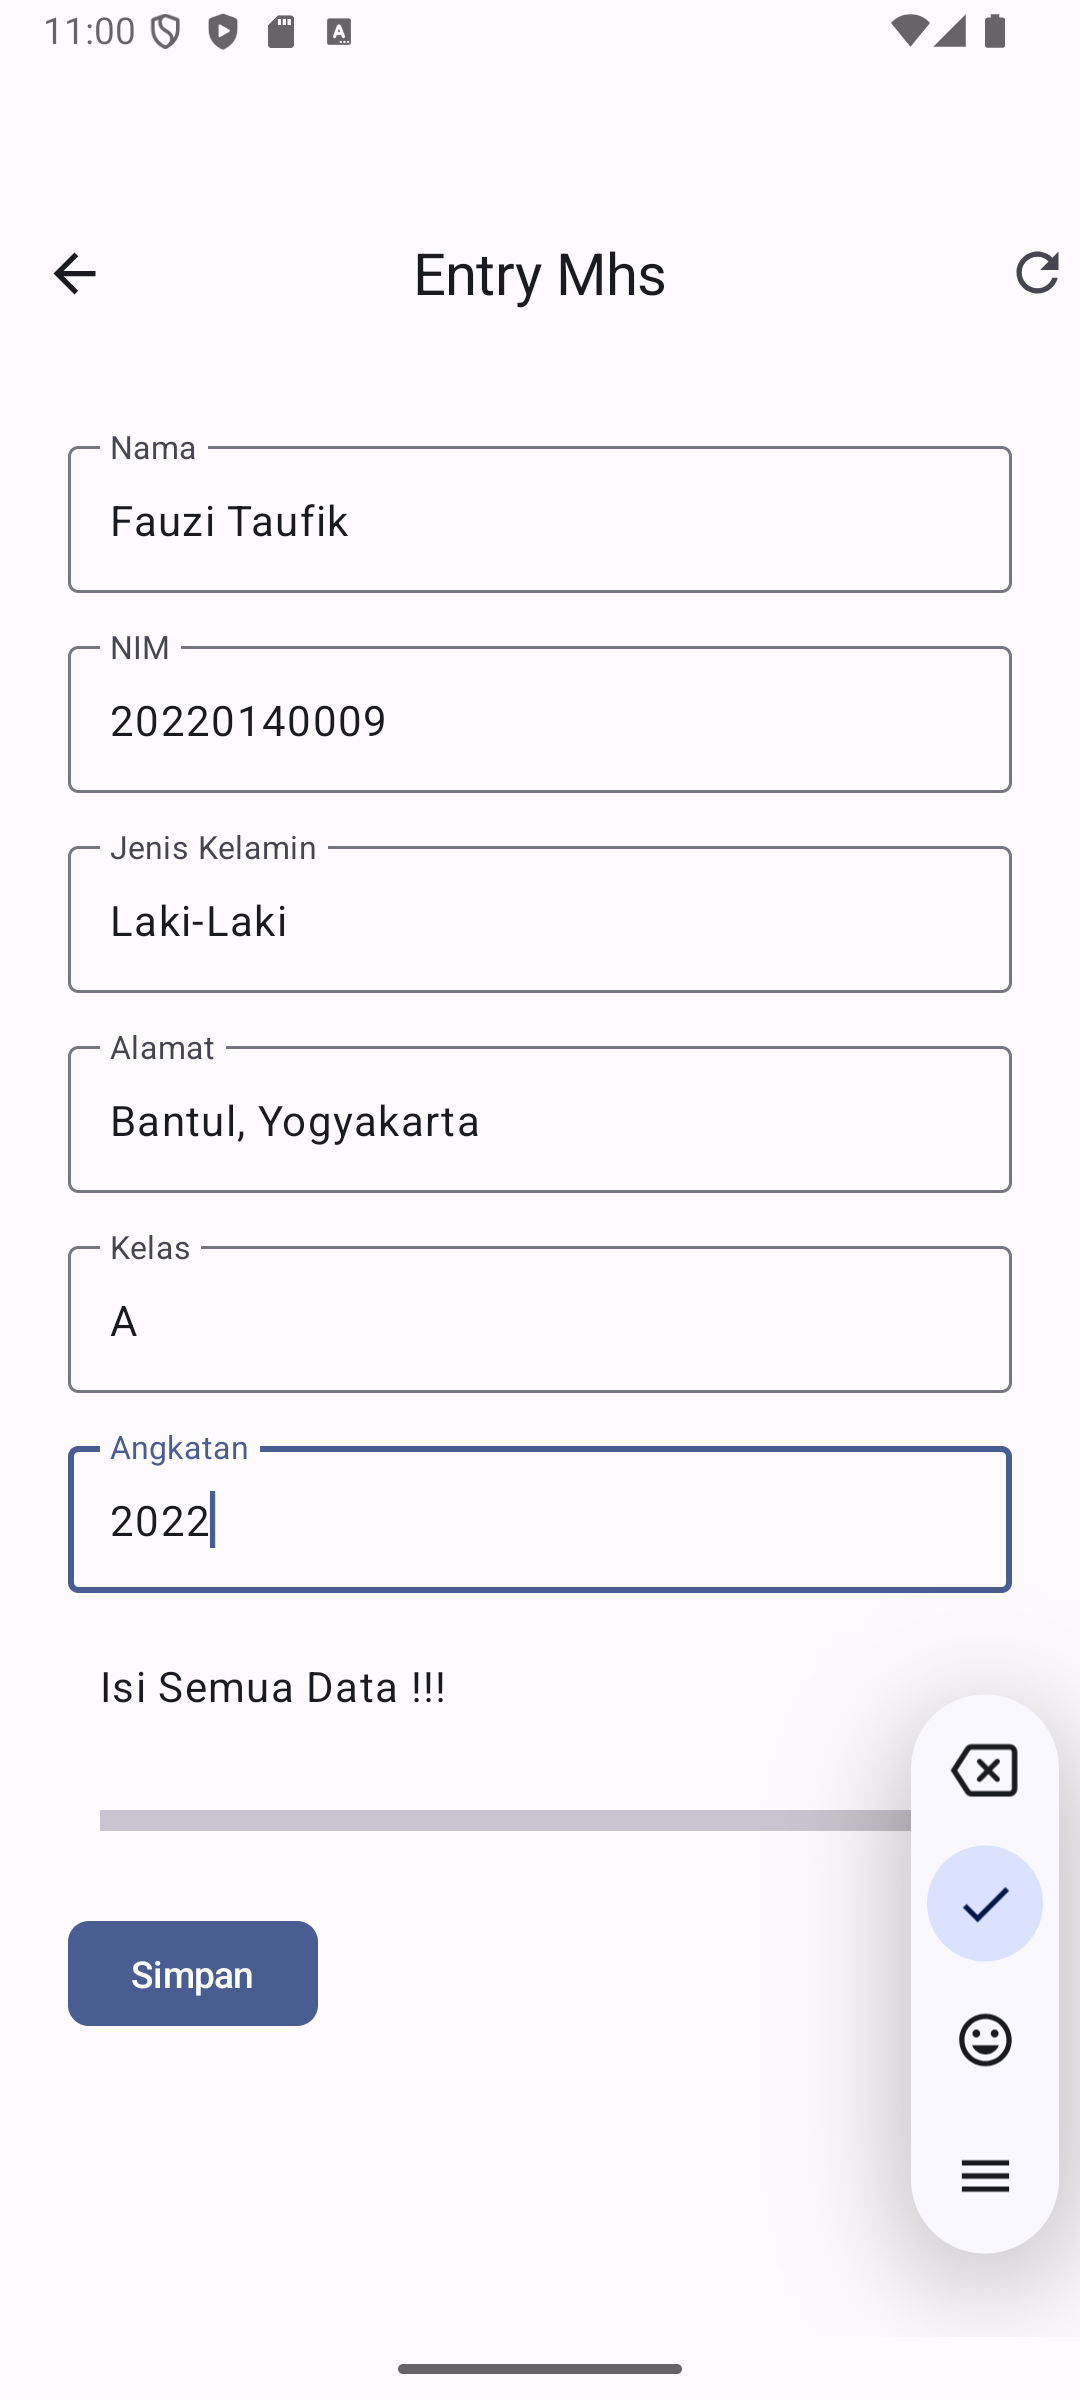 11:00
Entry Mhs
Nama
Fauzi Taufik
NIM
20220140009
Jenis Kelamin
Laki-Laki
Alamat
Bantul, Yogyakarta
Kelas
A
Angkatan
2022
Isi Semua Data !!!
Simpan